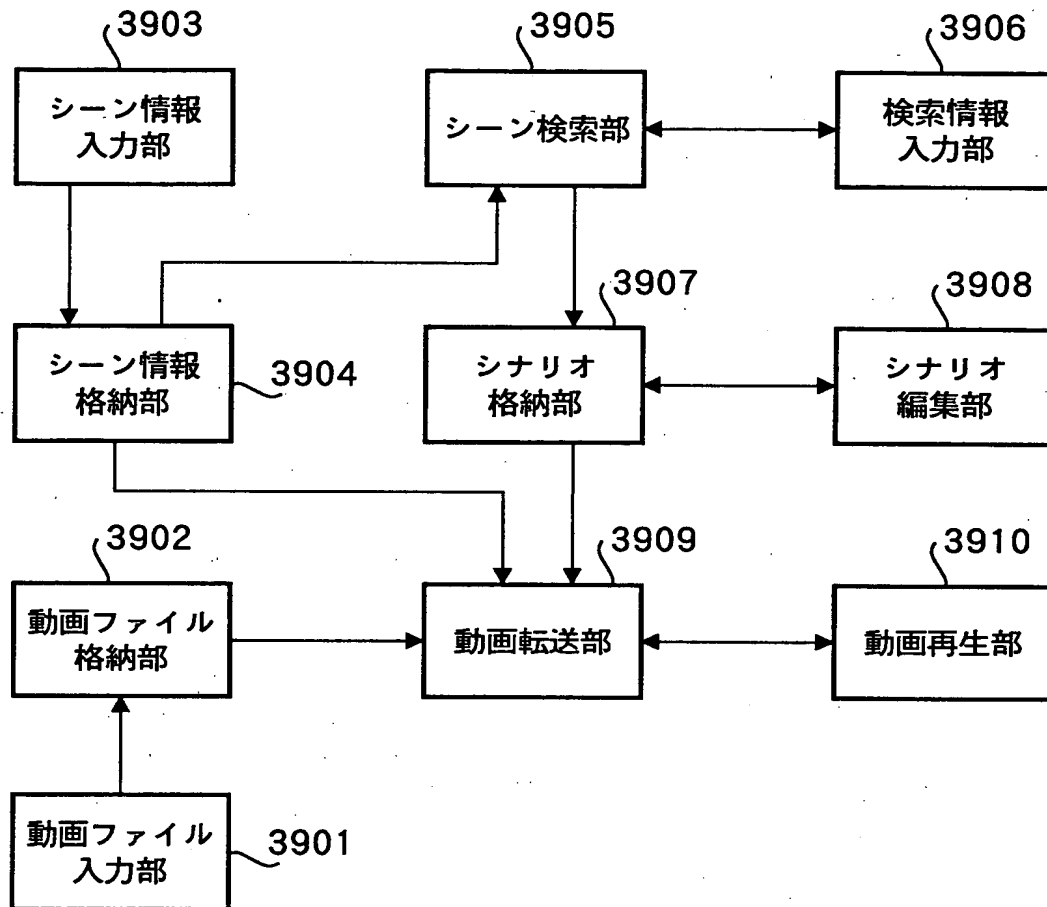 3903
シーン情報
入力部
3905
シーン検索部
3906
検索情報
入力部
シーン情報
格納部
3904
3907
シナリオ
格納部
3908
シナリオ
編集部
3902
動画ファイル
格納部
3909
動画転送部
3910
動画再生部
動画ファイル
入力部
3901